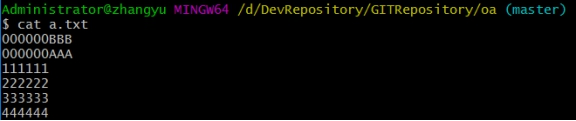 Administrator@zhangyu MINGW64 /d/DevRepository/GITRepository/oa (master)
$ cat a.txt
000000BBB
000000AAA
111111
222222
333333
444444